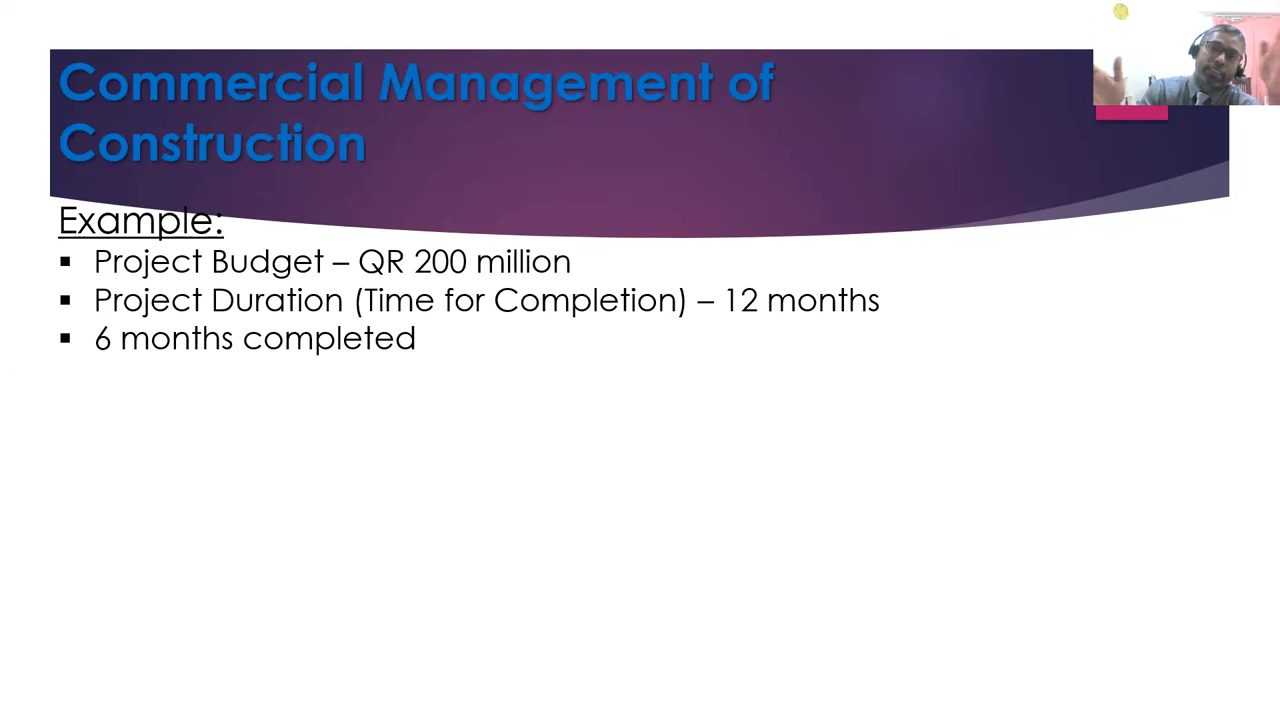 Commercial Management of
Construction
Example:
▪ Project Budget – QR 200 million
▪ Project Duration (Time for Completion) – 12 months
▪ 6 months completed